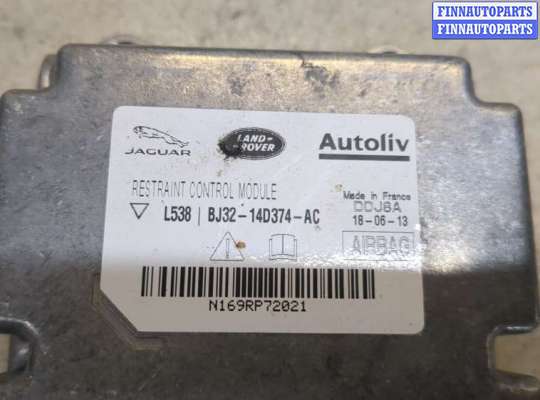 FINNAUTOPARTS
FINNAUTOPARTS
JAGUAR
LAND-
ROVER
Autoliv
RESTRAINT CONTROL MODULE
L538 | BJ32-14D374-AC
Made in France
DDJ6A
18-06-13
AIRBAG
N169RP72021